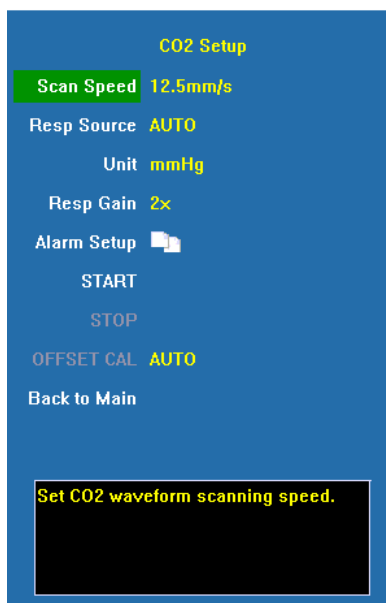 CO2 Setup
Scan Speed 12.5mm/s
Resp Source AUTO
Unit mmHg
Resp Gain 2×
Alarm Setup
START
STOP
OFFSET CAL AUTO
Back to Main
Set CO2 waveform scanning speed.